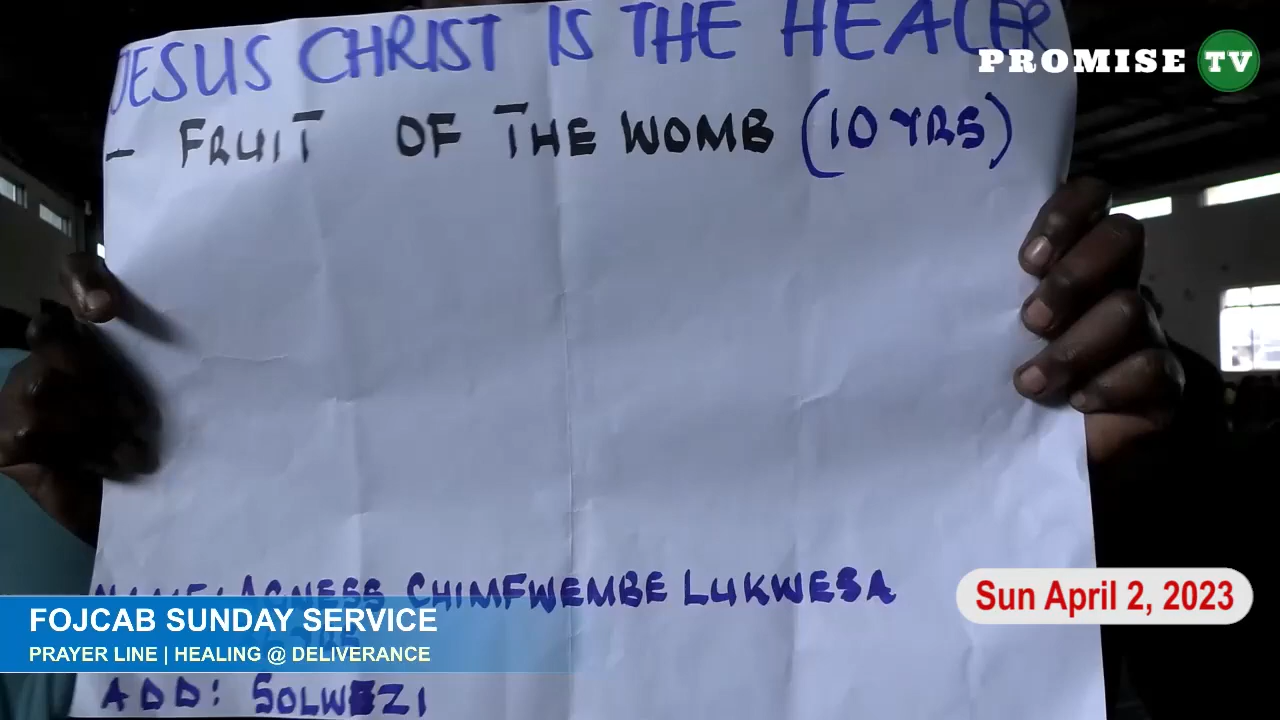 JESUS CHRIST IS THE HEALER
PROMISE TV
- FRUIT OF THE WOMB (10 YRS)
NAME: AGNESS CHIMFWEMBE LUKWESA
Sun April 2, 2023
FOJCAB SUNDAY SERVICE
PRAYER LINE | HEALING @ DELIVERANCE
ADD: SOLWEZI